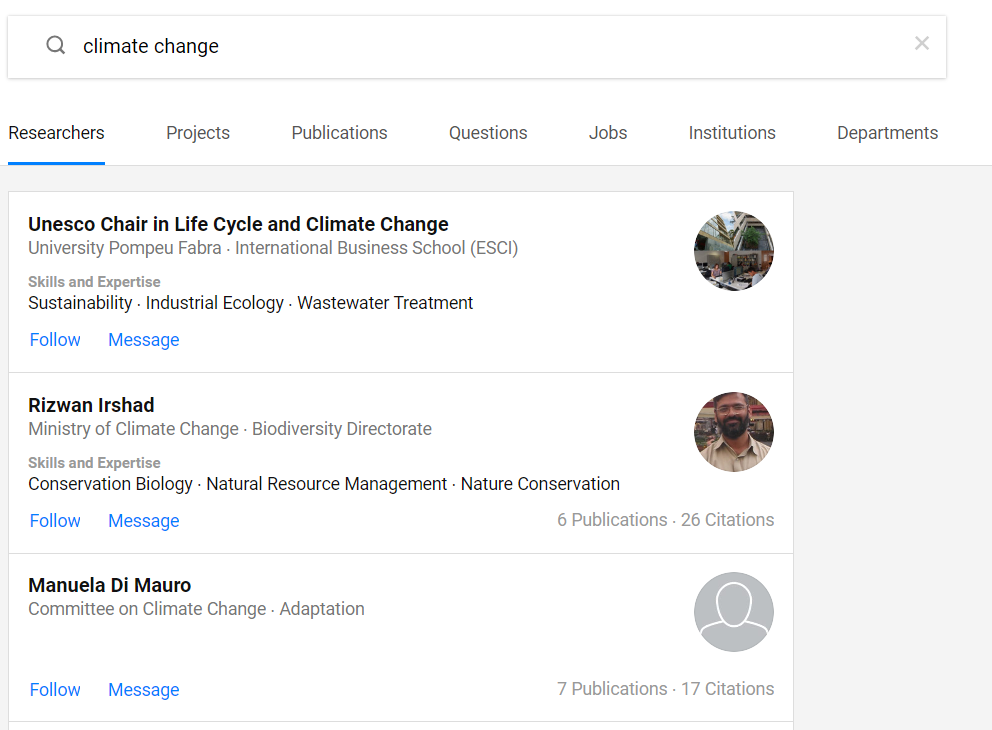 climate change
Researchers Projects Publications Questions Jobs Institutions Departments
Unesco Chair in Life Cycle and Climate Change
University Pompeu Fabra · International Business School (ESCI)
Skills and Expertise
Sustainability · Industrial Ecology · Wastewater Treatment
Follow Message
Rizwan Irshad
Ministry of Climate Change · Biodiversity Directorate
Skills and Expertise
Conservation Biology · Natural Resource Management · Nature Conservation
Follow Message 6 Publications · 26 Citations
Manuela Di Mauro
Committee on Climate Change · Adaptation
Follow Message 7 Publications · 17 Citations